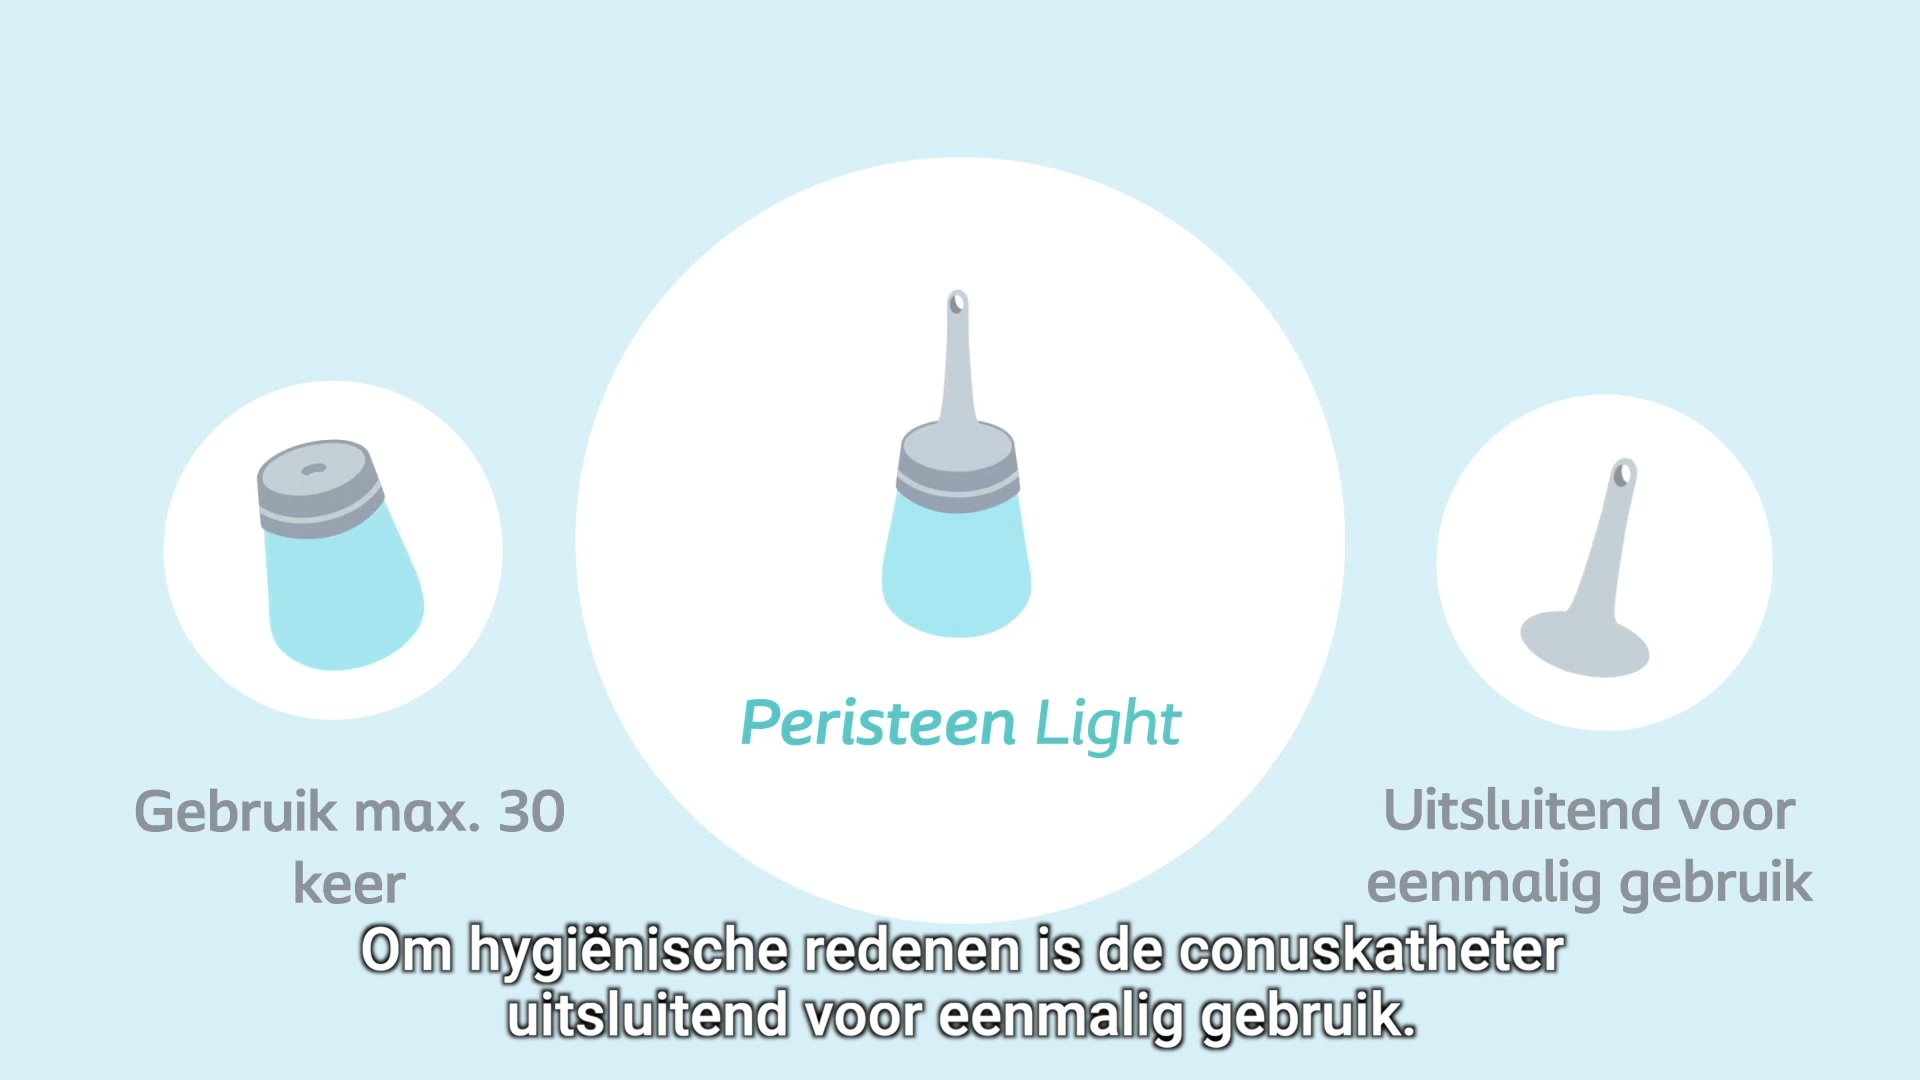 Peristeen Light
Gebruik max. 30
keer
Uitsluitend voor
eenmalig gebruik
Om hygiënische redenen is de conuskatheter
uitsluitend voor eenmalig gebruik.